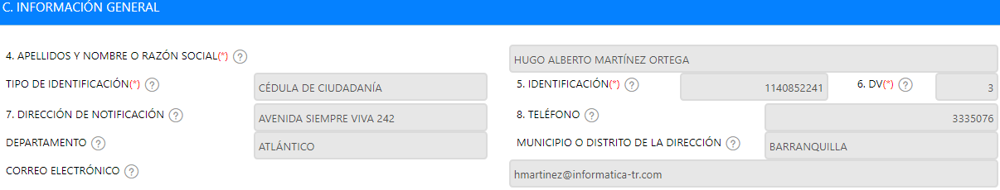 C. INFORMACIÓN GENERAL
4. APELLIDOS Y NOMBRE O RAZÓN SOCIAL(*) ? HUGO ALBERTO MARTÍNEZ ORTEGA
TIPO DE IDENTIFICACIÓN(*) ? CÉDULA DE CIUDADANÍA 5. IDENTIFICACIÓN(*) ? 1140852241 6. DV(*) ? 3
7. DIRECCIÓN DE NOTIFICACIÓN ? AVENIDA SIEMPRE VIVA 242 8. TELÉFONO ? 3335076
DEPARTAMENTO ? ATLÁNTICO MUNICIPIO O DISTRITO DE LA DIRECCIÓN ? BARRANQUILLA
CORREO ELECTRÓNICO ? hmartinez@informatica-tr.com